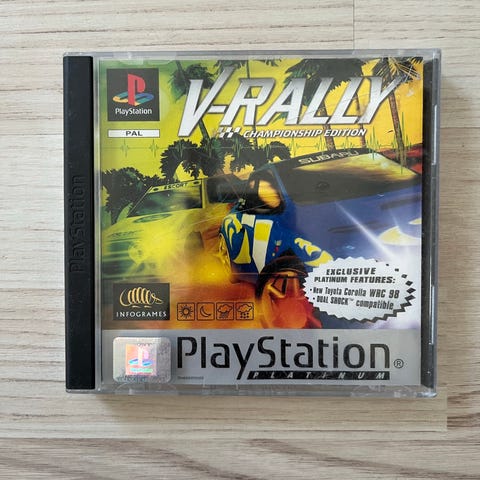 PlayStation
PAL
V-RALLY
CHAMPIONSHIP EDITION
SUBARU
ESCORT
PlayStation
EXCLUSIVE
PLATINUM FEATURES:
• New Toyota Corolla WRC 98
• DUAL SHOCK™ compatible
INFOGRAMES
PlayStation®
PLATINUM